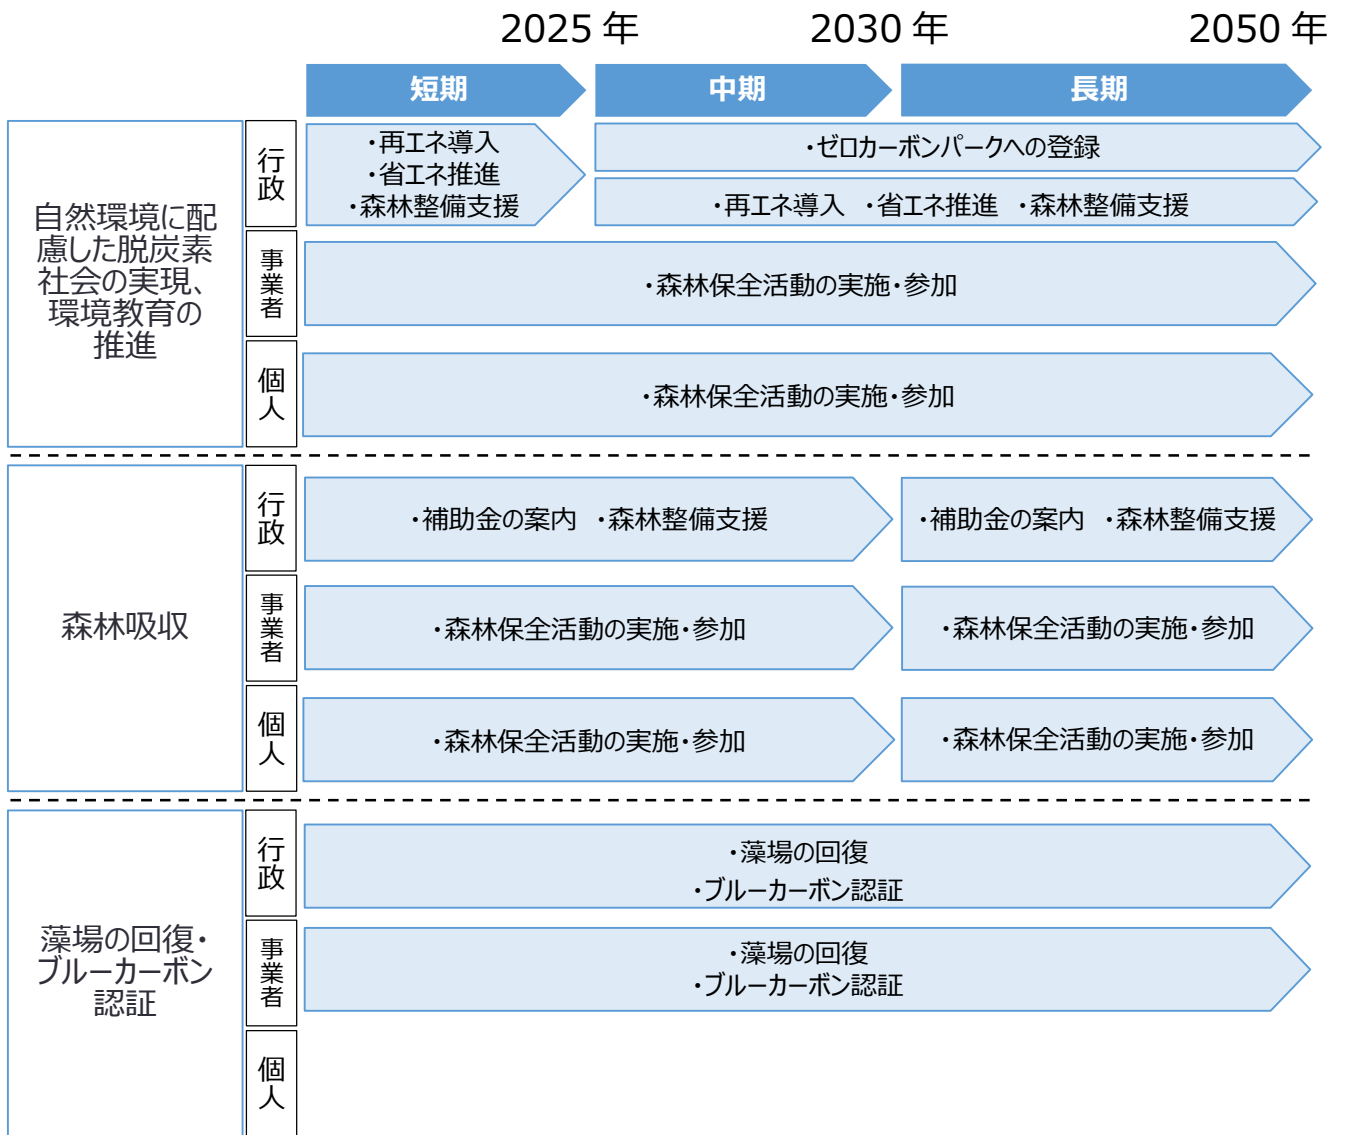 2025 年 2030 年 2050 年
短期 中期 長期
自然環境に配
慮した脱炭素
社会の実現、
環境教育の
推進
行政
・再エネ導入
・省エネ推進
・森林整備支援
・ゼロカーボンパークへの登録
・再エネ導入 ・省エネ推進 ・森林整備支援
事業者
・森林保全活動の実施・参加
個人
・森林保全活動の実施・参加
森林吸収
行政
・補助金の案内 ・森林整備支援
・補助金の案内 ・森林整備支援
事業者
・森林保全活動の実施・参加
・森林保全活動の実施・参加
個人
・森林保全活動の実施・参加
・森林保全活動の実施・参加
藻場の回復・
ブルーカーボン
認証
行政
・藻場の回復
・ブルーカーボン認証
事業者
・藻場の回復
・ブルーカーボン認証
個人